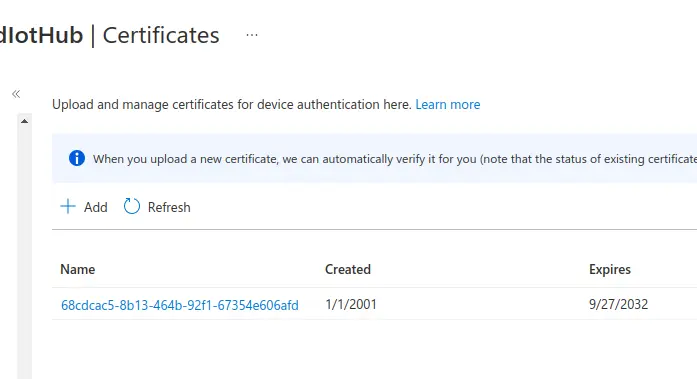 dIotHub | Certificates ...
«
Upload and manage certificates for device authentication here. Learn more
When you upload a new certificate, we can automatically verify it for you (note that the status of existing certificate
+ Add Refresh
Name Created Expires
68cdcac5-8b13-464b-92f1-67354e606afd 1/1/2001 9/27/2032